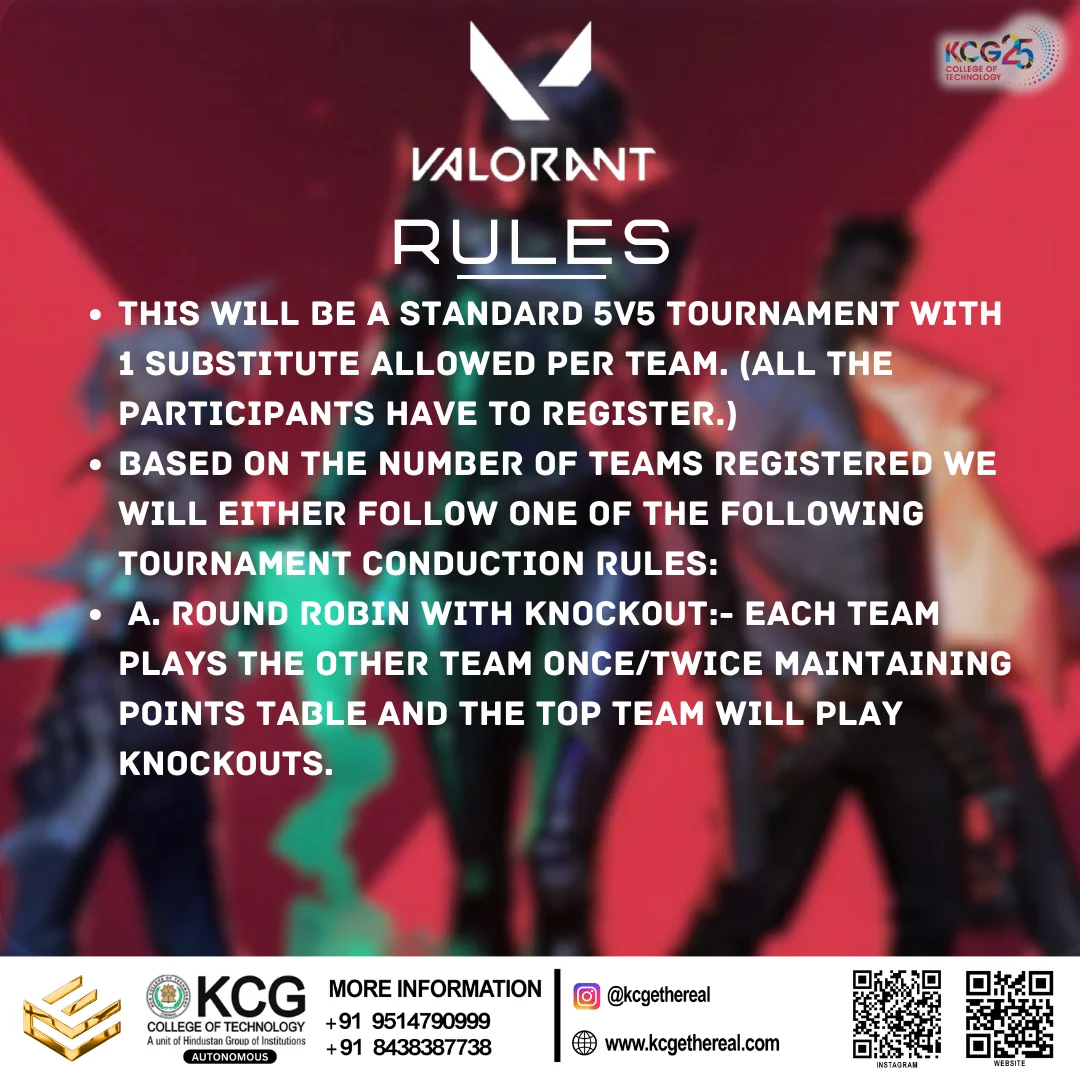 KCG25
COLLEGE OF
TECHNOLOGY
VALORANT
RULES
• THIS WILL BE A STANDARD 5V5 TOURNAMENT WITH
1 SUBSTITUTE ALLOWED PER TEAM. (ALL THE
PARTICIPANTS HAVE TO REGISTER.)
• BASED ON THE NUMBER OF TEAMS REGISTERED WE
WILL EITHER FOLLOW ONE OF THE FOLLOWING
TOURNAMENT CONDUCTION RULES:
• A. ROUND ROBIN WITH KNOCKOUT:- EACH TEAM
PLAYS THE OTHER TEAM ONCE/TWICE MAINTAINING
POINTS TABLE AND THE TOP TEAM WILL PLAY
KNOCKOUTS.
KCG
COLLEGE OF TECHNOLOGY
A unit of Hindustan Group of Institutions
AUTONOMOUS
MORE INFORMATION
+91 9514790999
+91 8438387738
@kcgethereal
www.kcgethereal.com
INSTAGRAM
WEBSITE